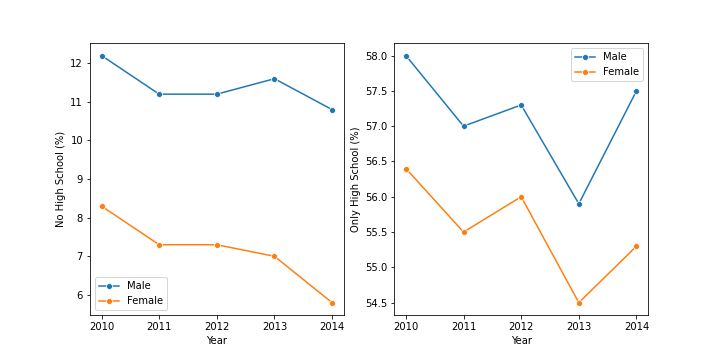 No High School (%)
12
11
10
9
8
7
6
Male
Female
2010 2011 2012 2013 2014
Year
Only High School (%)
58.0
57.5
57.0
56.5
56.0
55.5
55.0
54.5
Male
Female
2010 2011 2012 2013 2014
Year